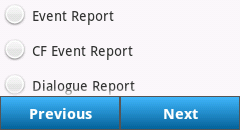 Event Report
CF Event Report
Dialogue Report
Previous Next